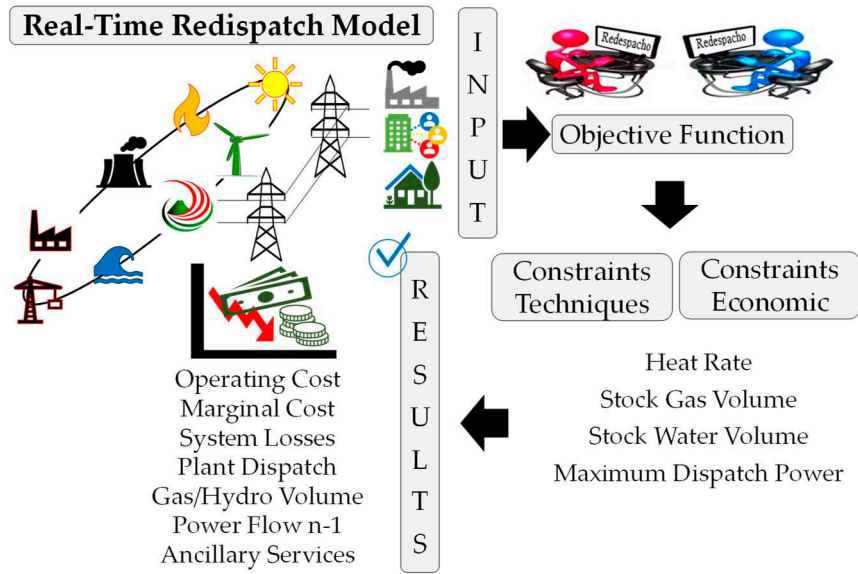 Real-Time Redispatch Model
INPUT
Redespacho
Redespacho
Objective Function
Constraints
Techniques
Constraints
Economic
Heat Rate
Stock Gas Volume
Stock Water Volume
Maximum Dispatch Power
RESULTS
Operating Cost
Marginal Cost
System Losses
Plant Dispatch
Gas/Hydro Volume
Power Flow n-1
Ancillary Services